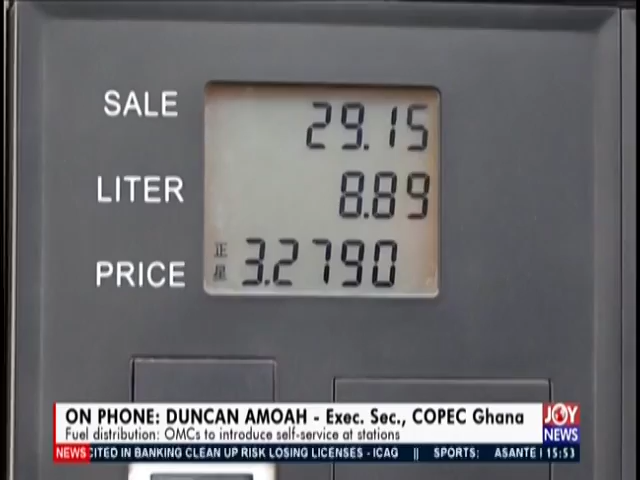 SALE 29.15
LITER 8.89
正星
PRICE 3.2790
ON PHONE: DUNCAN AMOAH - Exec. Sec., COPEC Ghana
Fuel distribution: OMCs to introduce self-service at stations
JOY
NEWS
NEWS CITED IN BANKING CLEAN UP RISK LOSING LICENSES - ICAG || SPORTS: ASANTE 15:53